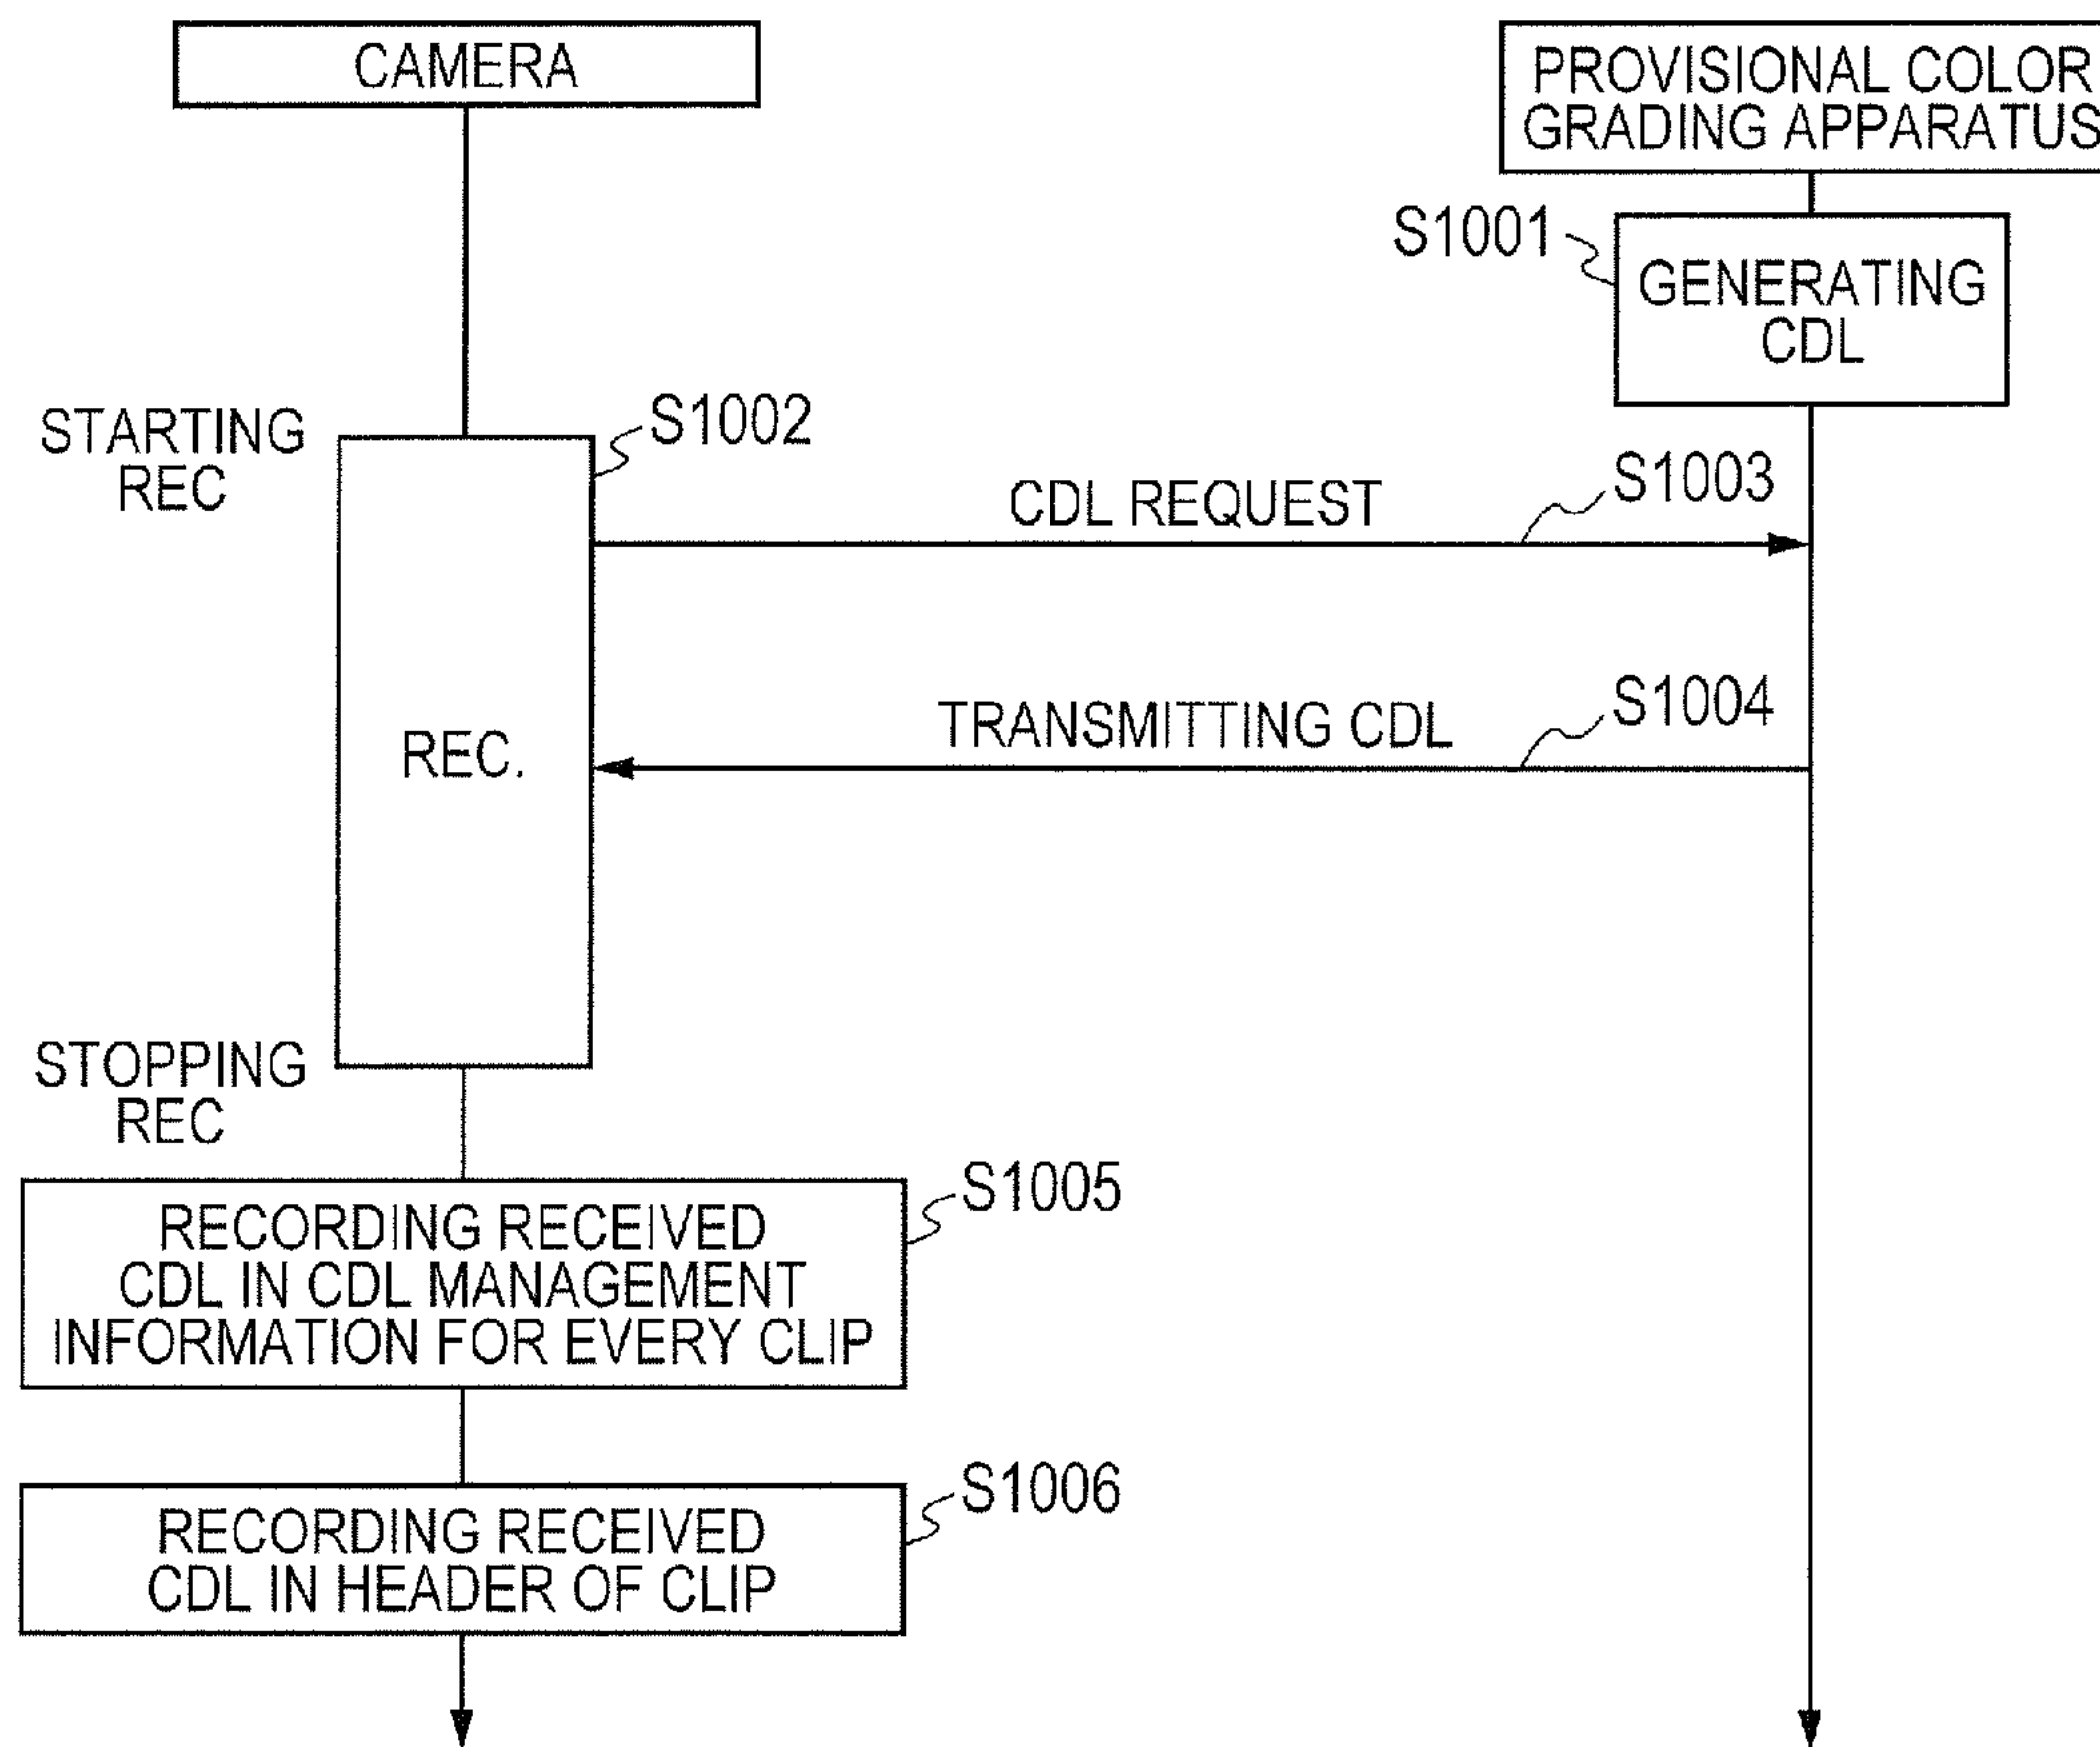 CAMERA
PROVISIONAL COLOR
GRADING APPARATUS
S1001
GENERATING
CDL
STARTING
REC
S1002
CDL REQUEST
S1003
REC.
TRANSMITTING CDL
S1004
STOPPING
REC
RECORDING RECEIVED
CDL IN CDL MANAGEMENT
INFORMATION FOR EVERY CLIP
S1005
RECORDING RECEIVED
CDL IN HEADER OF CLIP
S1006